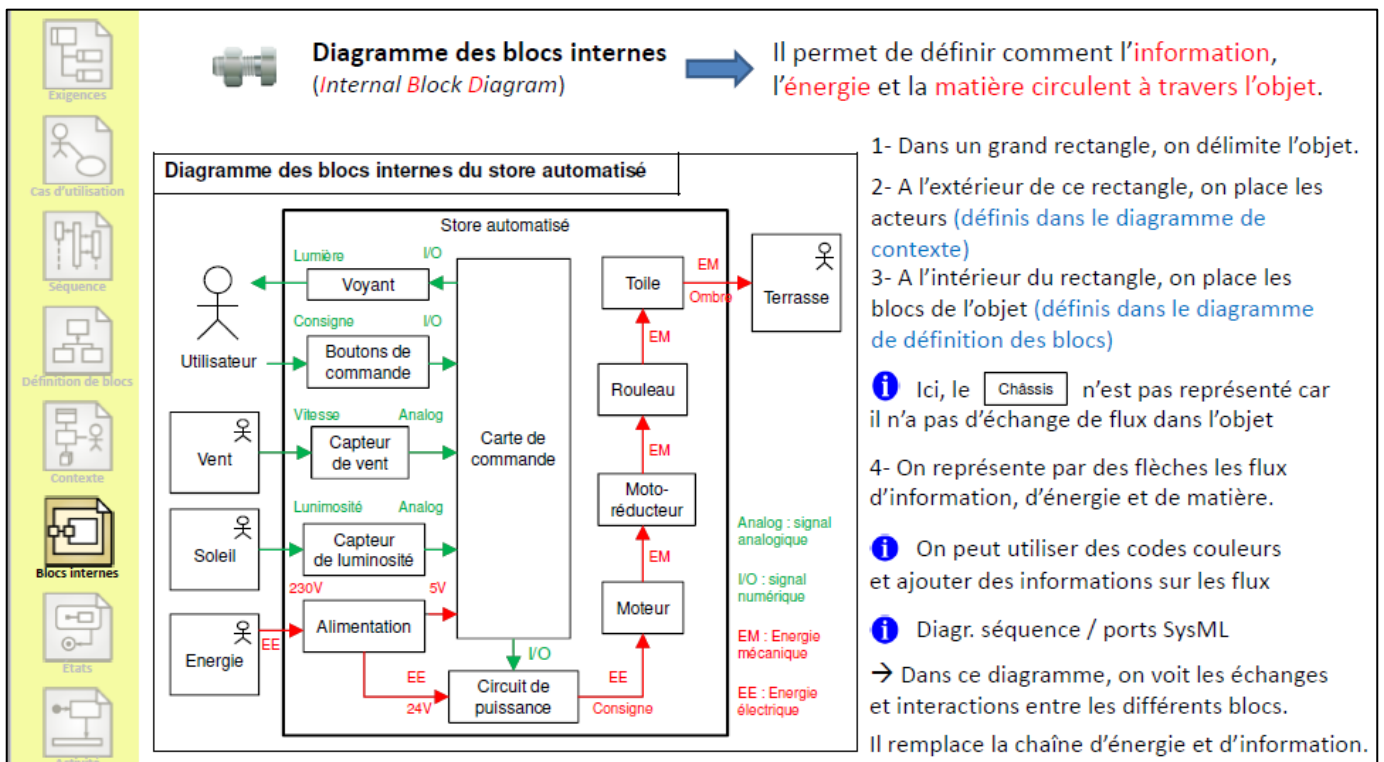 Exigences
Cas d'utilisation
Séquence
Définition de blocs
Contexte
Blocs internes
Etats
Activité
Diagramme des blocs internes
(Internal Block Diagram)
Il permet de définir comment l'information,
l'énergie et la matière circulent à travers l'objet.
Diagramme des blocs internes du store automatisé
Store automatisé
Lumière
I/O
Voyant
Utilisateur
Consigne
I/O
Boutons de
commande
Vent
Vitesse
Analog
Capteur
de vent
Soleil
Lunimosité
Analog
Capteur
de luminosité
Energie
EE
230V
5V
Alimentation
EE
24V
Carte de
commande
I/O
Circuit de
puissance
EE
Consigne
Moteur
EM
Moto-
réducteur
EM
Rouleau
EM
Toile
EM
Ombre
Terrasse
Analog : signal
analogique
I/O : signal
numérique
EM : Energie
mécanique
EE : Energie
électrique
1- Dans un grand rectangle, on délimite l'objet.
2- A l'extérieur de ce rectangle, on place les
acteurs (définis dans le diagramme de
contexte)
3- A l'intérieur du rectangle, on place les
blocs de l'objet (définis dans le diagramme
de définition des blocs)
i Ici, le Châssis n'est pas représenté car
il n'a pas d'échange de flux dans l'objet
4- On représente par des flèches les flux
d'information, d'énergie et de matière.
i On peut utiliser des codes couleurs
et ajouter des informations sur les flux
i Diagr. séquence / ports SysML
→ Dans ce diagramme, on voit les échanges
et interactions entre les différents blocs.
Il remplace la chaîne d'énergie et d'information.